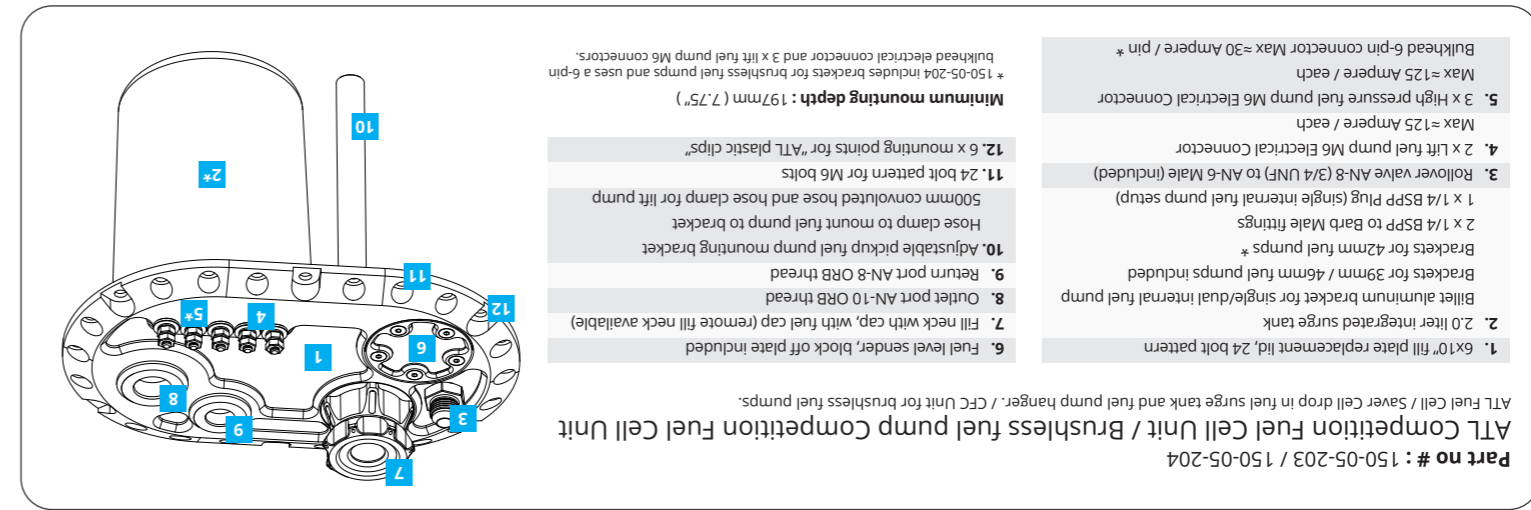 Part no # : 150-05-203 / 150-05-204
ATL Competition Fuel Cell Unit / Brushless fuel pump Competition Fuel Cell Unit
ATL Fuel Cell / Saver Cell drop in fuel surge tank and fuel pump hanger. / CFC Unit for brushless fuel pumps.
1. 6x10" fill plate replacement lid, 24 bolt pattern
2. 2.0 liter integrated surge tank
Billet aluminum bracket for single/dual internal fuel pump
Brackets for 39mm / 46mm fuel pumps included
Brackets for 42mm fuel pumps *
2 x 1/4 BSPP to Barb Male fittings
1 x 1/4 BSPP Plug (single internal fuel pump setup)
3. Rollover valve AN-8 (3/4 UNF) to AN-6 Male (included)
4. 2 x Lift fuel pump M6 Electrical Connector
Max ≈125 Ampere / each
5. 3 x High pressure fuel pump M6 Electrical Connector
Max ≈125 Ampere / each
Bulkhead 6-pin connector Max ≈30 Ampere / pin *
6. Fuel level sender, block off plate included
7. Fill neck with cap, with fuel cap (remote fill neck available)
8. Outlet port AN-10 ORB thread
9. Return port AN-8 ORB thread
10. Adjustable pickup fuel pump mounting bracket
Hose clamp to mount fuel pump to bracket
500mm convoluted hose and hose clamp for lift pump
11. 24 bolt pattern for M6 bolts
12. 6 x mounting points for "ATL plastic clips"
Minimum mounting depth : 197mm ( 7.75" )
* 150-05-204 includes brackets for brushless fuel pumps and uses a 6-pin
bulkhead electrical connector and 3 x lift fuel pump M6 connectors.
7
3
9
8
6
1
4
5*
12
11
10
2*